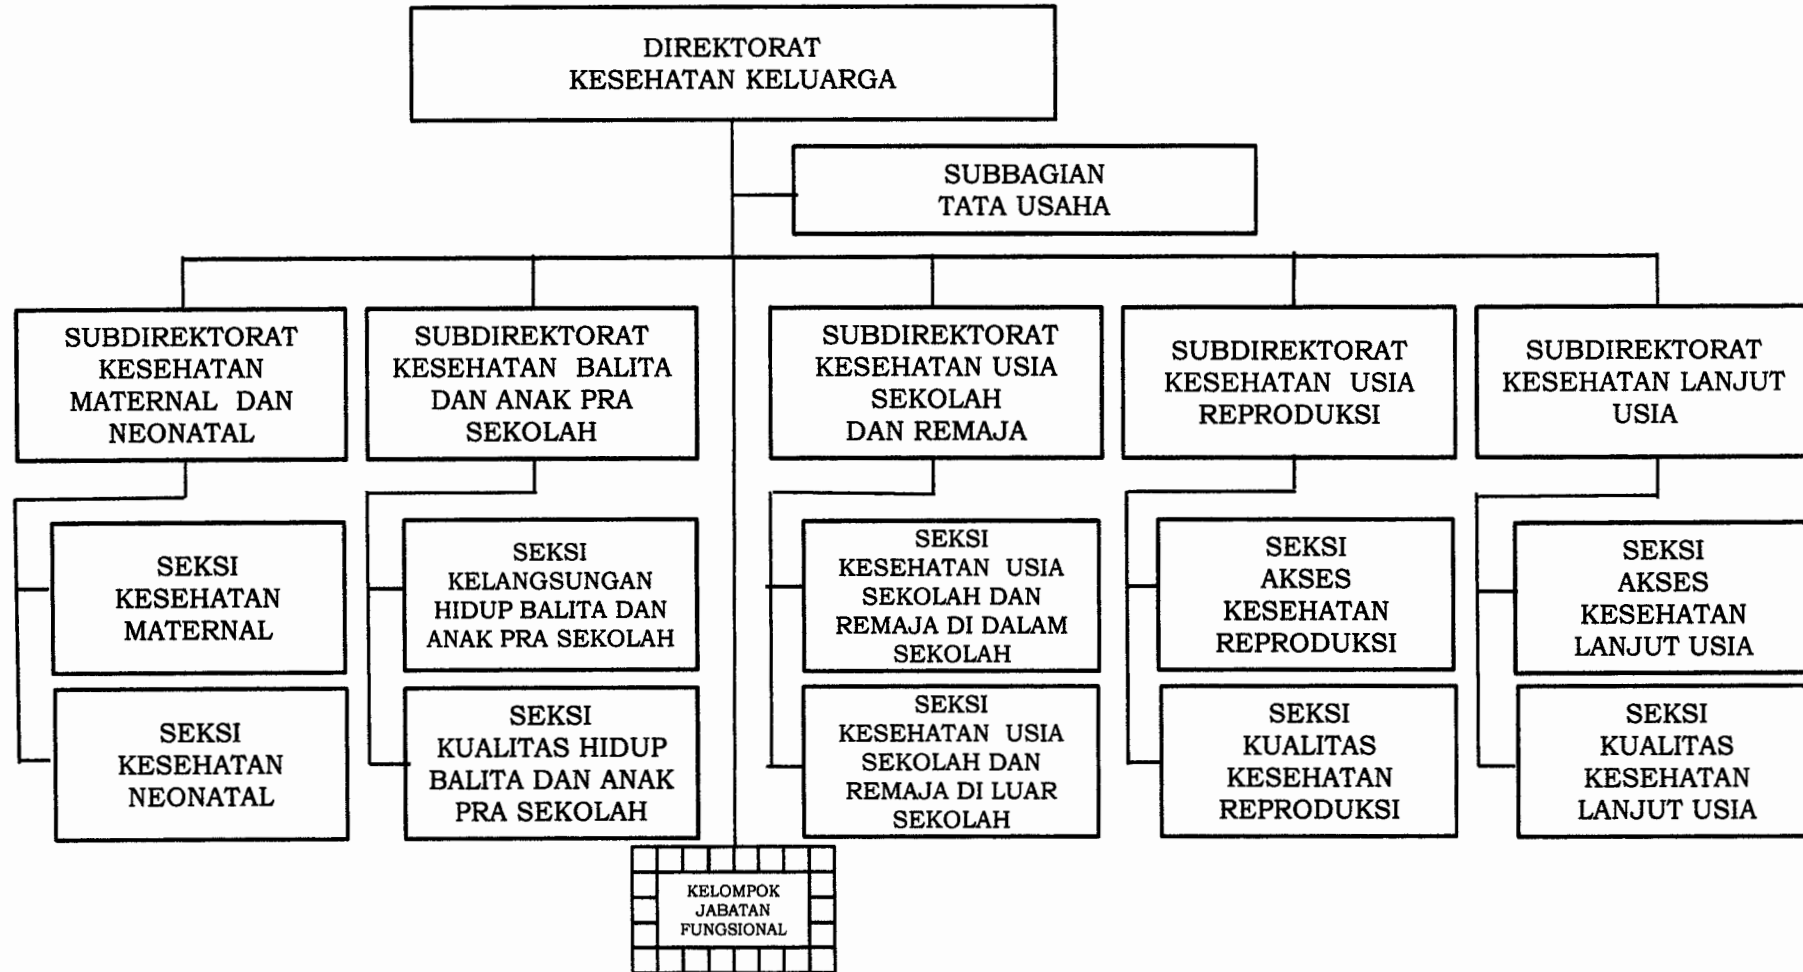 DIREKTORAT
KESEHATAN KELUARGA
SUBBAGIAN
TATA USAHA
SUBDIREKTORAT
KESEHATAN
MATERNAL DAN
NEONATAL
SUBDIREKTORAT
KESEHATAN BALITA
DAN ANAK PRA
SEKOLAH
SUBDIREKTORAT
KESEHATAN USIA
SEKOLAH
DAN REMAJA
SUBDIREKTORAT
KESEHATAN USIA
REPRODUKSI
SUBDIREKTORAT
KESEHATAN LANJUT
USIA
SEKSI
KESEHATAN
MATERNAL
SEKSI
KELANGSUNGAN
HIDUP BALITA DAN
ANAK PRA SEKOLAH
SEKSI
KESEHATAN USIA
SEKOLAH DAN
REMAJA DI DALAM
SEKOLAH
SEKSI
AKSES
KESEHATAN
REPRODUKSI
SEKSI
AKSES
KESEHATAN
LANJUT USIA
SEKSI
KESEHATAN
NEONATAL
SEKSI
KUALITAS HIDUP
BALITA DAN ANAK
PRA SEKOLAH
SEKSI
KESEHATAN USIA
SEKOLAH DAN
REMAJA DI LUAR
SEKOLAH
SEKSI
KUALITAS
KESEHATAN
REPRODUKSI
SEKSI
KUALITAS
KESEHATAN
LANJUT USIA
KELOMPOK
JABATAN
FUNGSIONAL